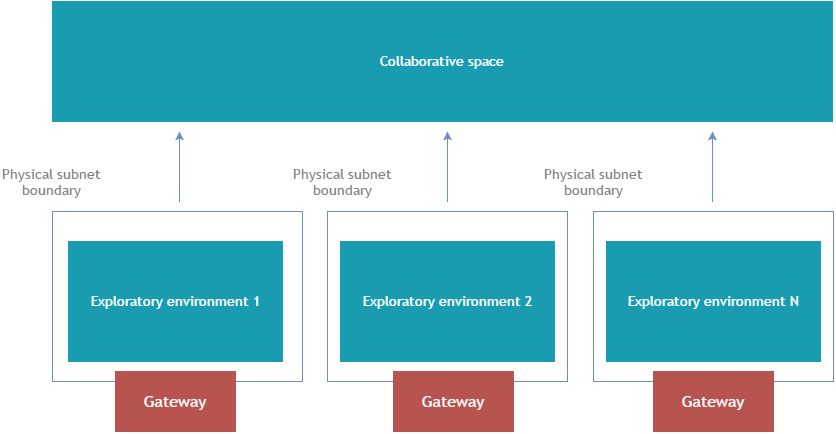 Collaborative space
Physical subnet
boundary
Physical subnet
boundary
Physical subnet
boundary
Exploratory environment 1
Exploratory environment 2
Exploratory environment N
Gateway
Gateway
Gateway